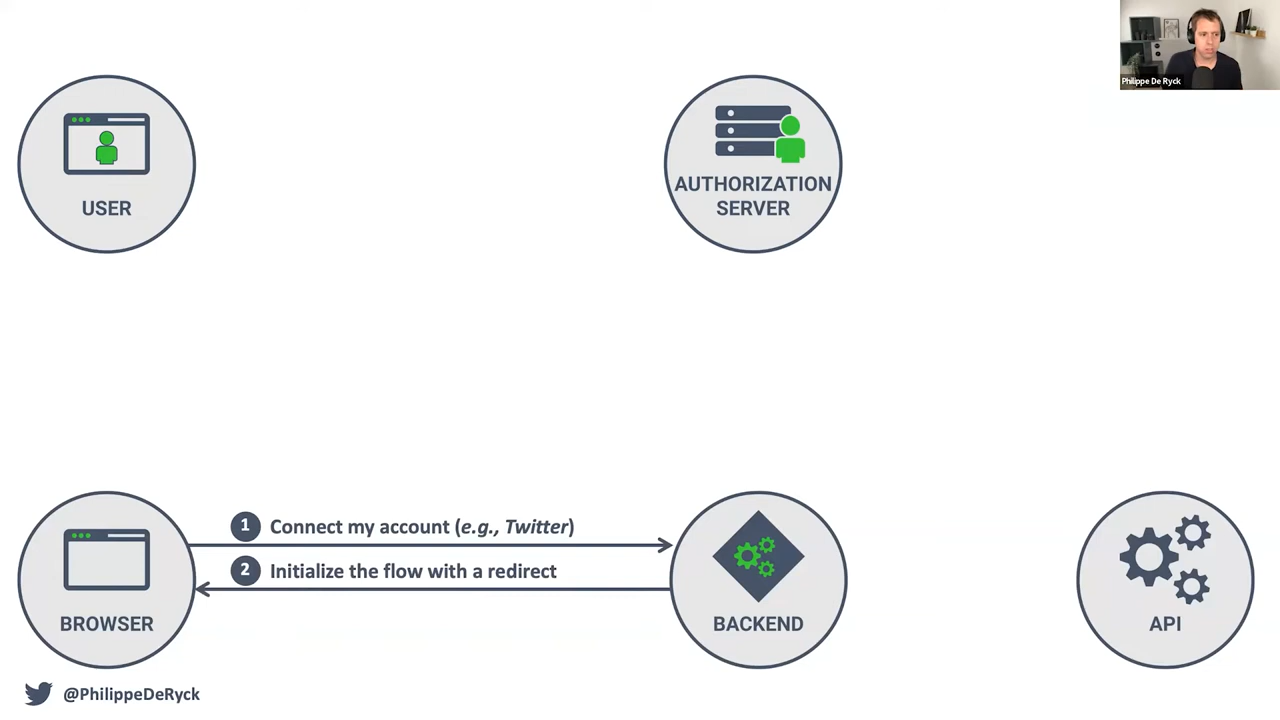 Philippe De Ryck
USER
AUTHORIZATION
SERVER
1 Connect my account (e.g., Twitter)
2 Initialize the flow with a redirect
BROWSER
BACKEND
API
@PhilippeDeRyck